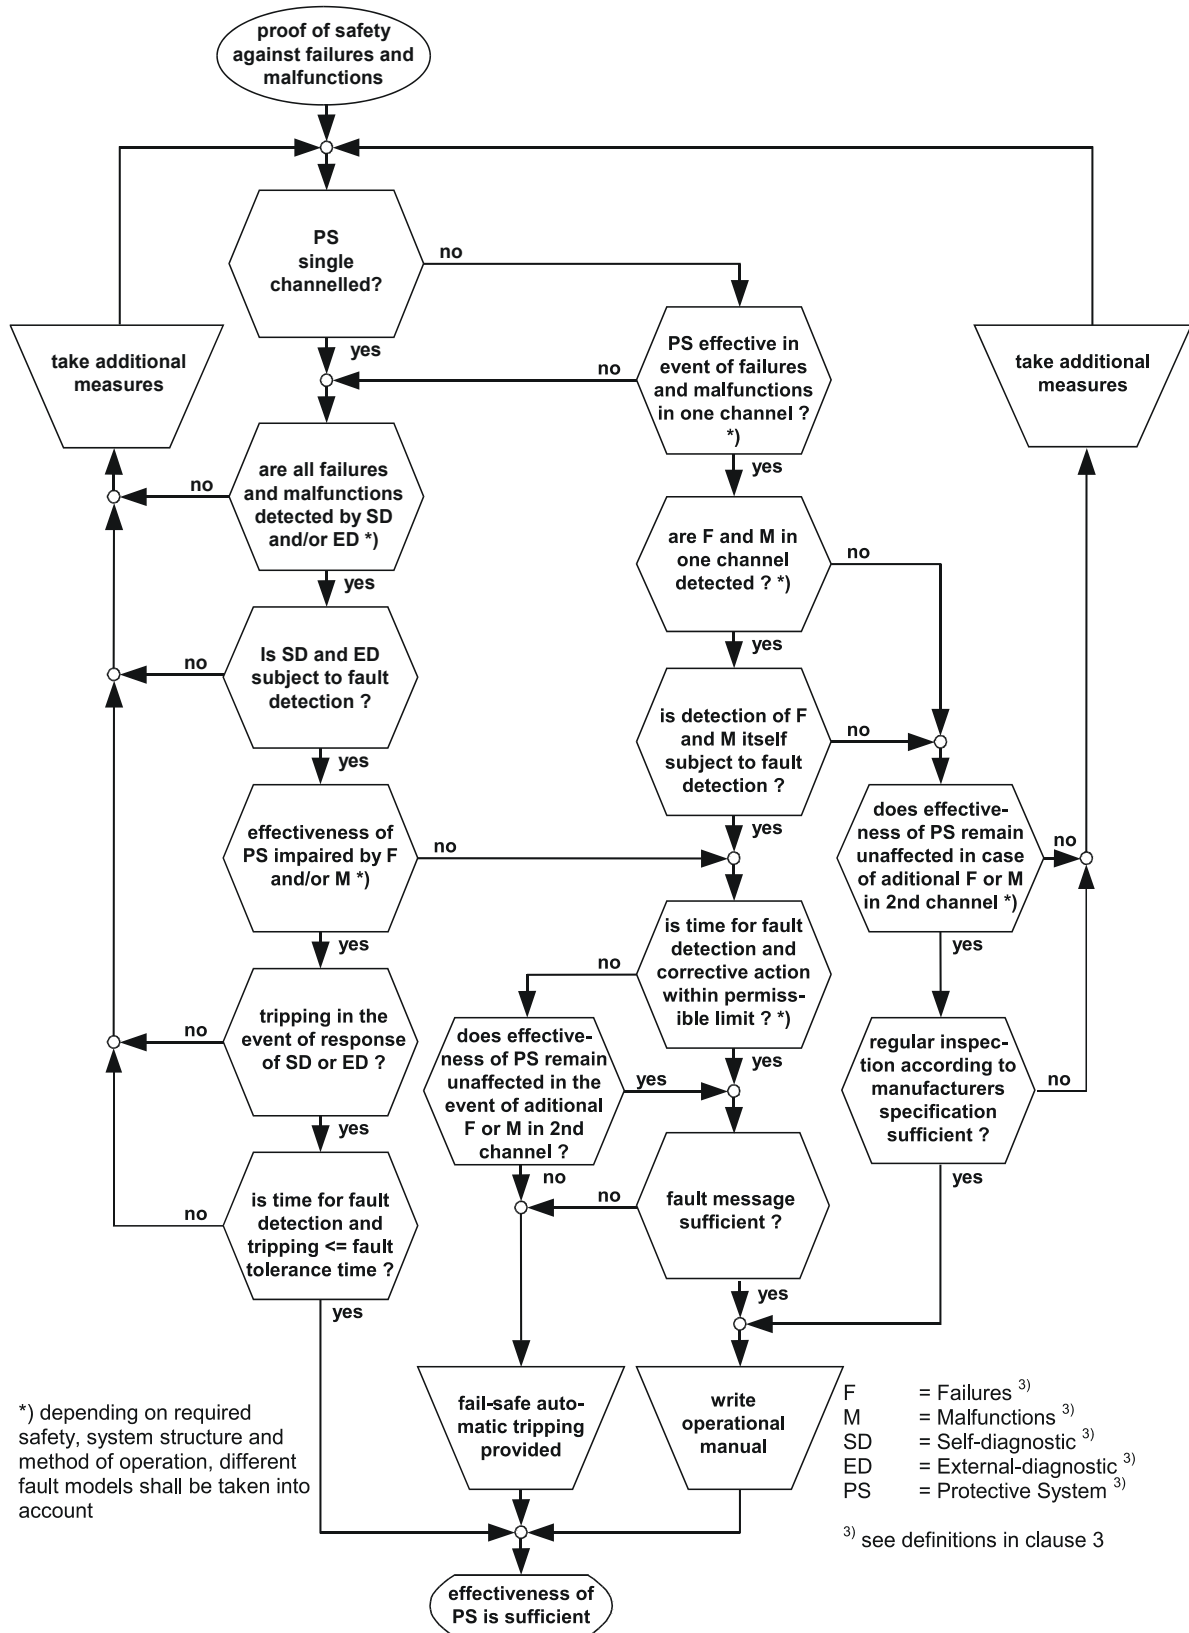 proof of safety
against failures and
malfunctions
PS
single
channelled?
no
yes
take additional
measures
PS effective in
event of failures
and malfunctions
in one channel ?
*)
no
yes
take additional
measures
are all failures
and malfunctions
detected by SD
and/or ED *)
no
yes
are F and M in
one channel
detected ? *)
no
yes
Is SD and ED
subject to fault
detection ?
no
yes
is detection of F
and M itself
subject to fault
detection ?
no
yes
effectiveness of
PS impaired by F
and/or M *)
no
yes
does effective-
ness of PS remain
unaffected in case
of aditional F or M
in 2nd channel *)
no
yes
is time for fault
detection and
corrective action
within permiss-
ible limit ? *)
no
yes
tripping in the
event of response
of SD or ED ?
no
yes
does effective-
ness of PS remain
unaffected in the
event of aditional
F or M in 2nd
channel ?
yes
no
regular inspec-
tion according to
manufacturers
specification
sufficient ?
no
yes
is time for fault
detection and
tripping <= fault
tolerance time ?
no
yes
fault message
sufficient ?
no
yes
fail-safe auto-
matic tripping
provided
write
operational
manual
*) depending on required
safety, system structure and
method of operation, different
fault models shall be taken into
account
F = Failures 3)
M = Malfunctions 3)
SD = Self-diagnostic 3)
ED = External-diagnostic 3)
PS = Protective System 3)
3) see definitions in clause 3
effectiveness of
PS is sufficient